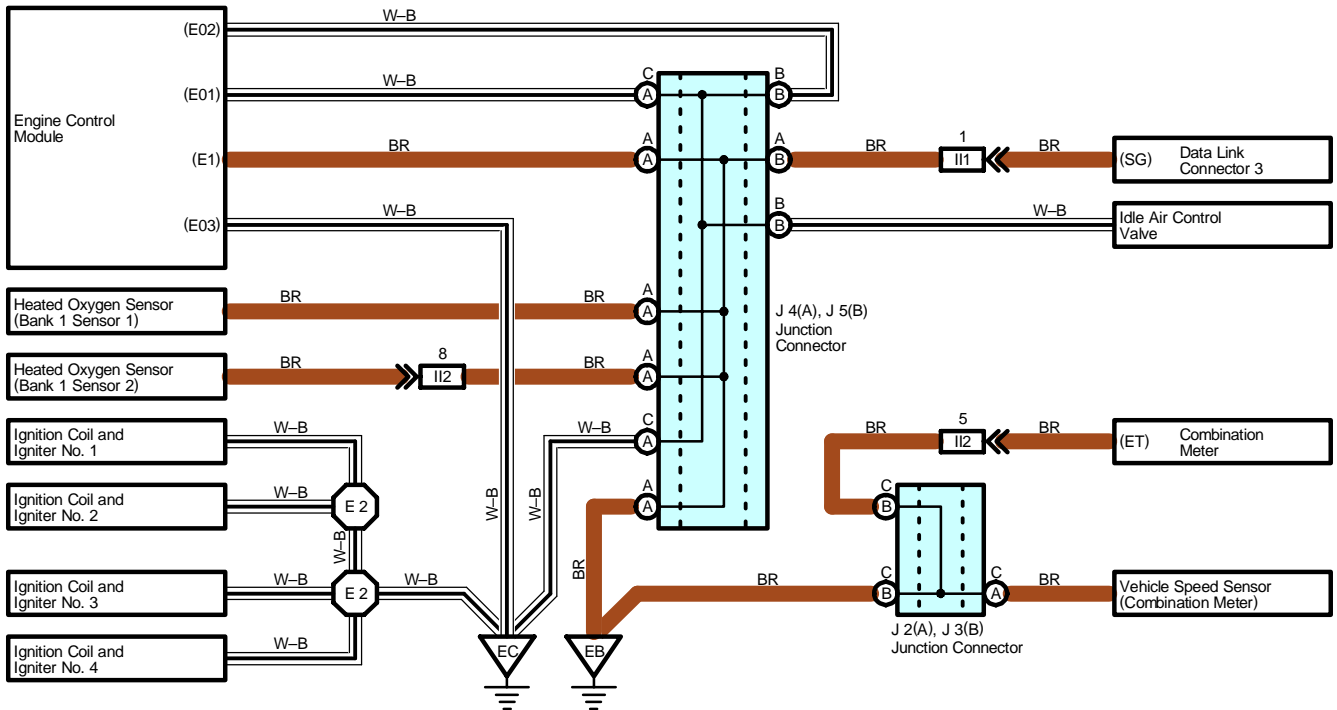 W–B
(E02)
W–B
C
A
B
B
(E01)
Engine Control
Module
(E1)
BR
A
A
A
B
BR
1
II1
BR
(SG)
Data Link
Connector 3
W–B
(E03)
B
B
W–B
Idle Air Control
Valve
Heated Oxygen Sensor
(Bank 1 Sensor 1)
BR
BR
A
A
J 4(A), J 5(B)
Junction
Connector
Heated Oxygen Sensor
(Bank 1 Sensor 2)
BR
8
II2
BR
A
A
Ignition Coil and
Igniter No. 1
W–B
W–B
C
A
BR
5
II2
BR
(ET)
Combination
Meter
Ignition Coil and
Igniter No. 2
W–B
E 2
W–B
W–B
W–B
A
A
C
B
Ignition Coil and
Igniter No. 3
W–B
E 2
W–B
BR
BR
C
B
C
A
BR
Vehicle Speed Sensor
(Combination Meter)
Ignition Coil and
Igniter No. 4
W–B
EC
EB
J 2(A), J 3(B)
Junction Connector